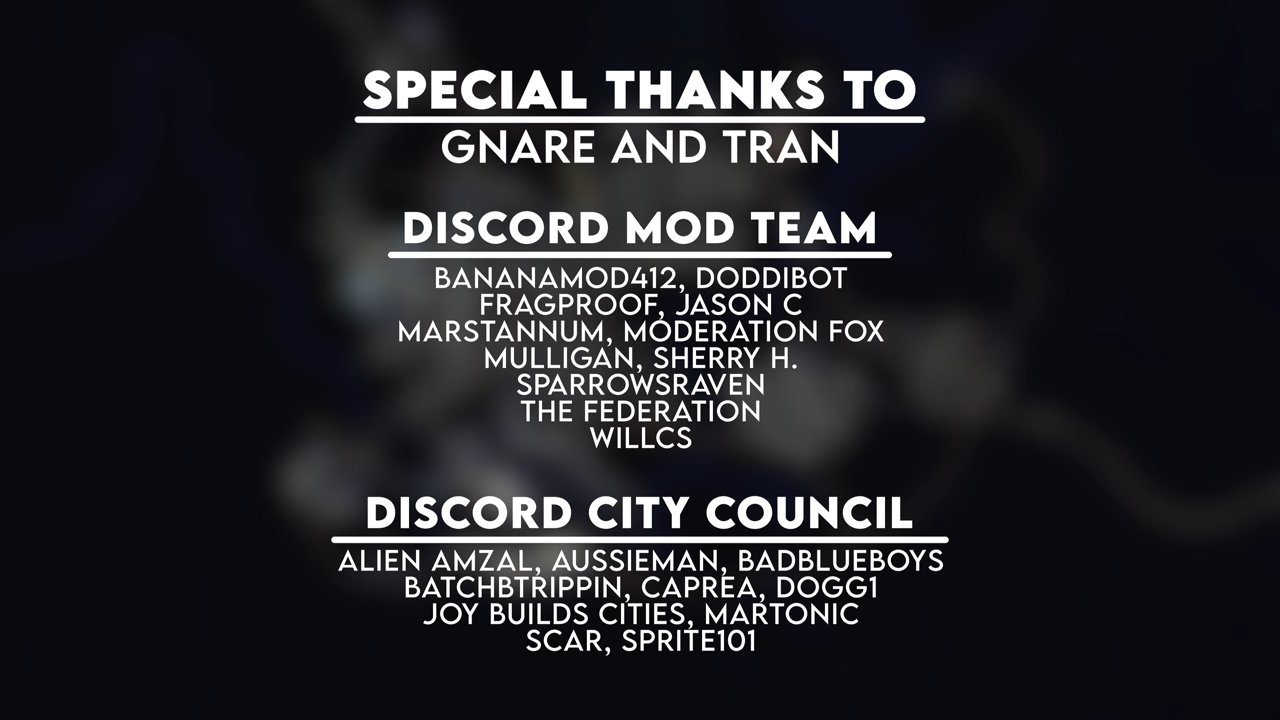 SPECIAL THANKS TO
GNARE AND TRAN
DISCORD MOD TEAM
BANANAMOD412, DODDIBOT
FRAGPROOF, JASON C
MARSTANNUM, MODERATION FOX
MULLIGAN, SHERRY H.
SPARROWSRAVEN
THE FEDERATION
WILLCS
DISCORD CITY COUNCIL
ALIEN AMZAL, AUSSIEMAN, BADBLUEBOYS
BATCHBTRIPPIN, CAPREA, DOGG1
JOY BUILDS CITIES, MARTONIC
SCAR, SPRITE101